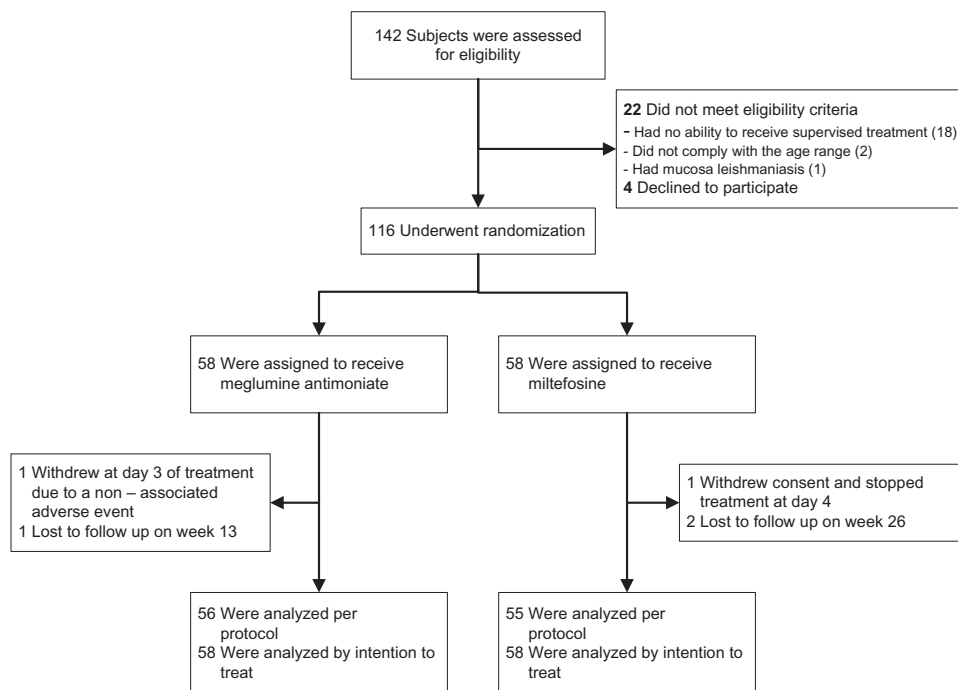 142 Subjects were assessed
for eligibility
22 Did not meet eligibility criteria
- Had no ability to receive supervised treatment (18)
- Did not comply with the age range (2)
- Had mucosa leishmaniasis (1)
4 Declined to participate
116 Underwent randomization
58 Were assigned to receive
meglumine antimoniate
58 Were assigned to receive
miltefosine
1 Withdrew at day 3 of treatment
due to a non – associated
adverse event
1 Lost to follow up on week 13
1 Withdrew consent and stopped
treatment at day 4
2 Lost to follow up on week 26
56 Were analyzed per
protocol
58 Were analyzed by intention to
treat
55 Were analyzed per
protocol
58 Were analyzed by intention to
treat